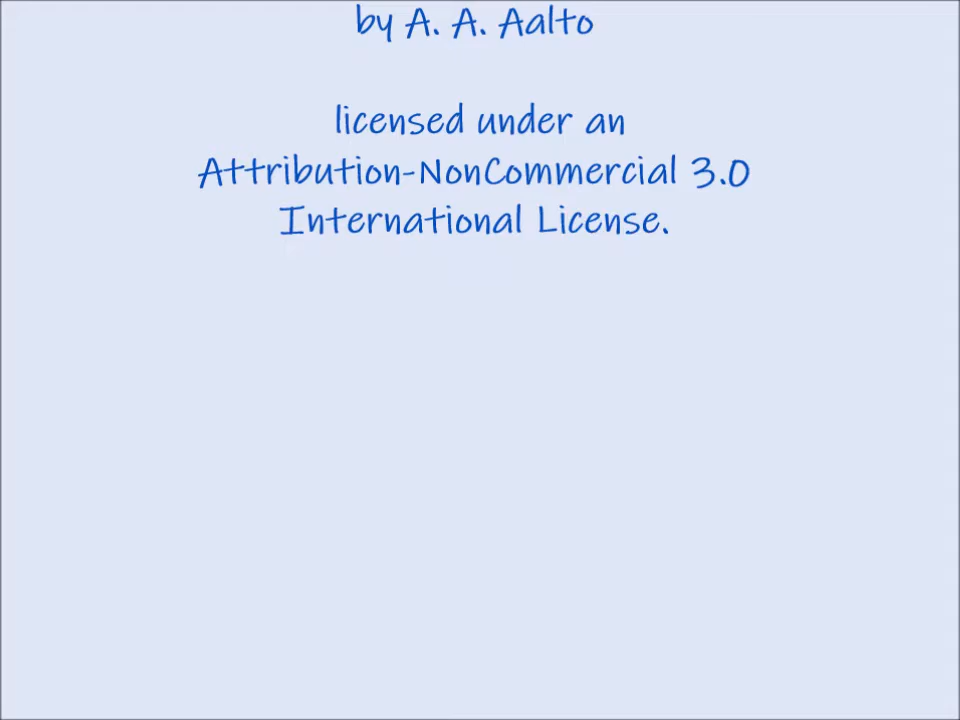 by A. A. Aalto
licensed under an
Attribution-NonCommercial 3.0
International License.